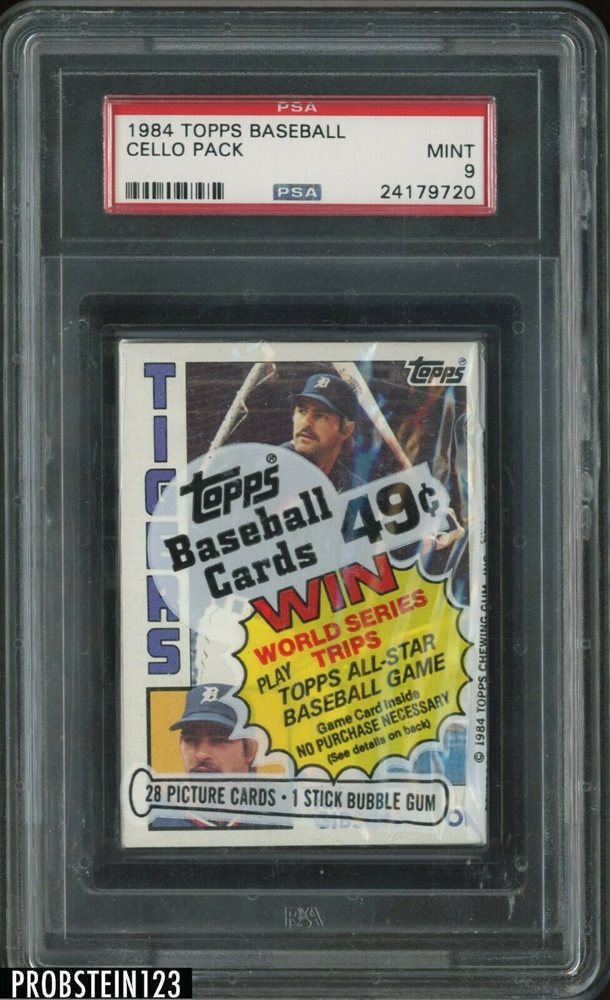 PSA
1984 TOPPS BASEBALL
CELLO PACK
MINT
9
PSA
24179720
Topps®
TIGERS
Topps®
Baseball
Cards
49¢
WIN
WORLD SERIES
TRIPS
PLAY
TOPPS ALL-STAR
BASEBALL GAME
Game Card Inside
NO PURCHASE NECESSARY
(See details on back)
© 1984 TOPPS CHEWING GUM, INC.
28 PICTURE CARDS • 1 STICK BUBBLE GUM
PSA
PROBSTEIN123